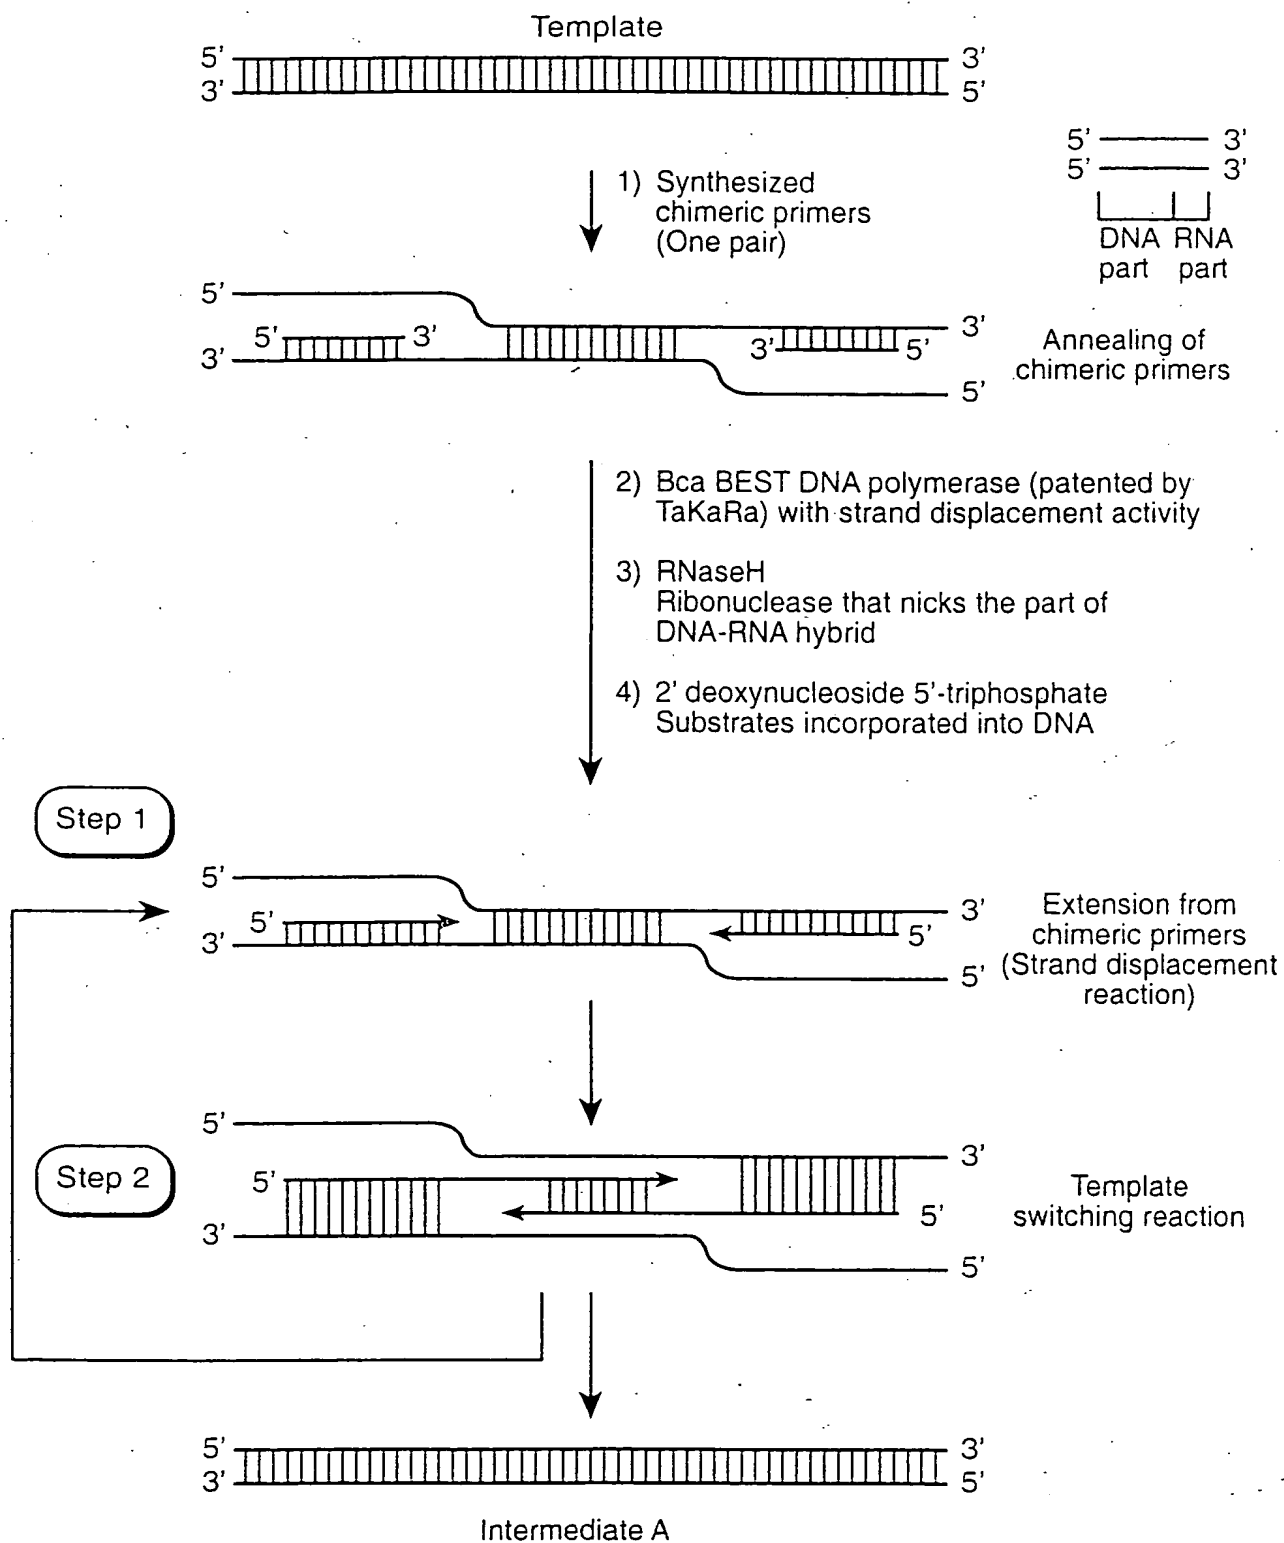 Template
5' 3'
3' 5'
5' 3'
5' 3'
DNA RNA
part part
1) Synthesized
chimeric primers
(One pair)
5'
5' 3' 3'
3' 3' 5'
5'
Annealing of
chimeric primers
2) Bca BEST DNA polymerase (patented by
TaKaRa) with strand displacement activity
3) RNaseH
Ribonuclease that nicks the part of
DNA-RNA hybrid
4) 2' deoxynucleoside 5'-triphosphate
Substrates incorporated into DNA
Step 1
5'
5' 3'
3' 5'
5'
Extension from
chimeric primers
(Strand displacement
reaction)
Step 2
5'
3'
5'
5'
3'
5'
Template
switching reaction
5' 3'
3' 5'
Intermediate A